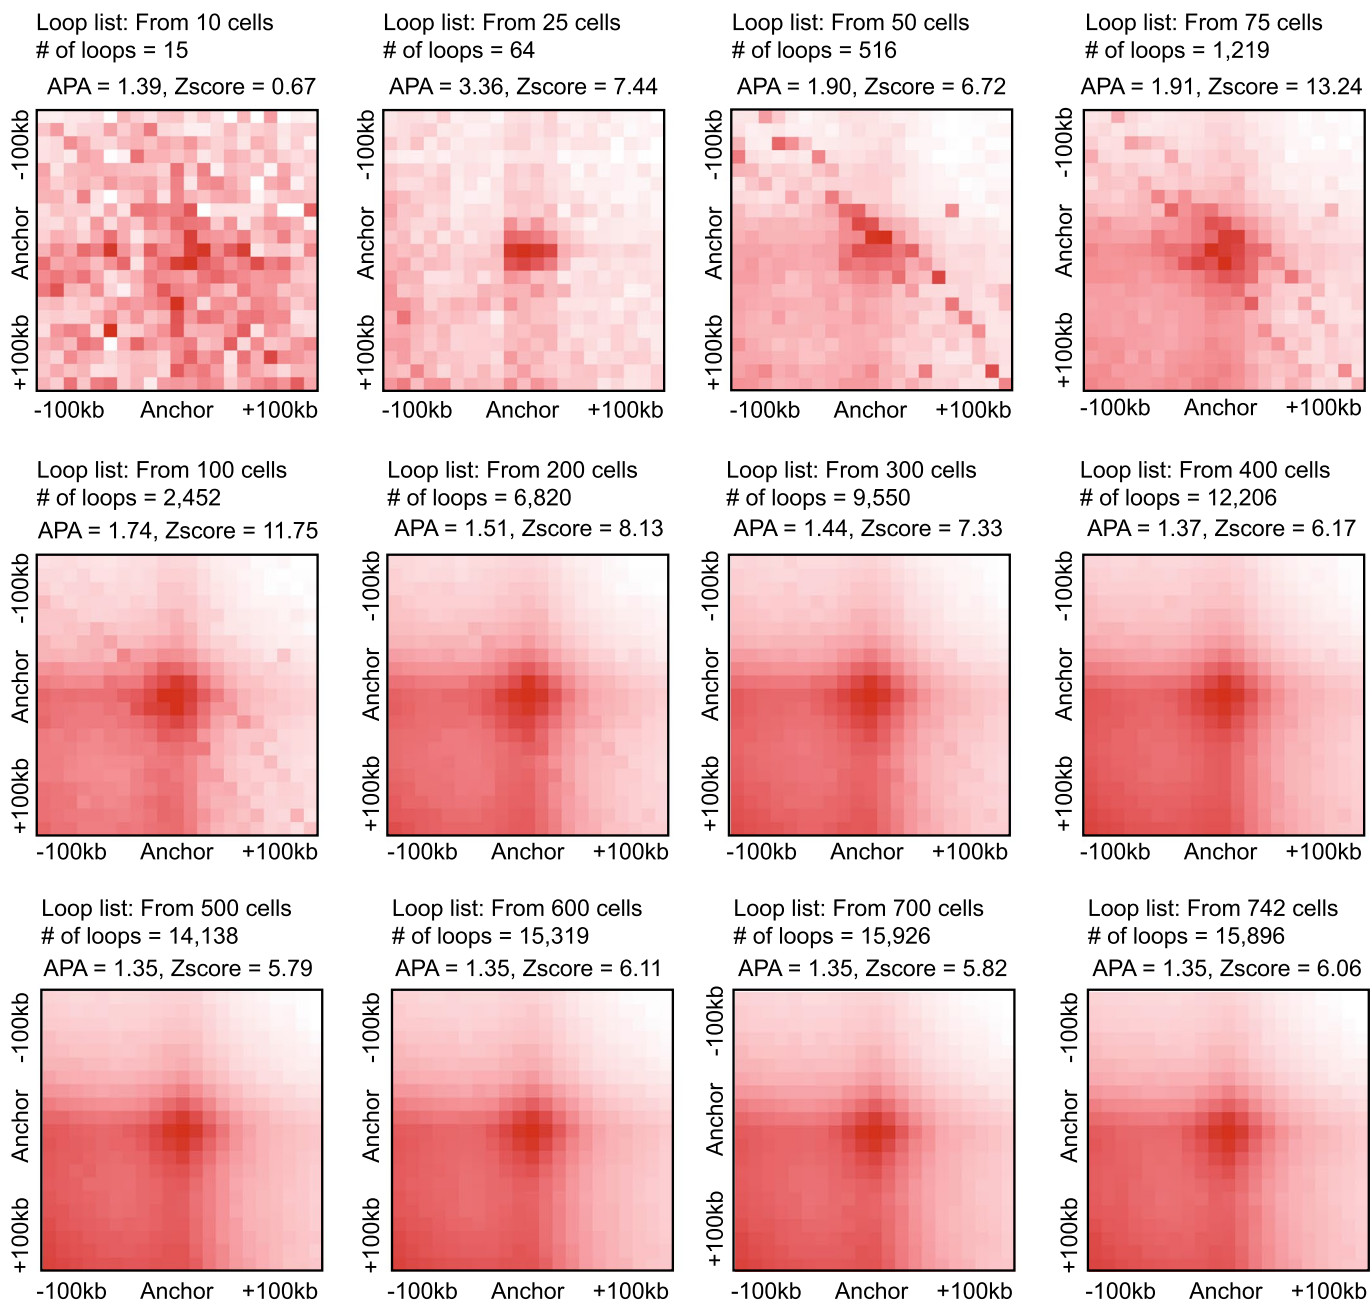 Loop list: From 10 cells
# of loops = 15
APA = 1.39, Zscore = 0.67
-100kb
Anchor
+100kb
-100kb Anchor +100kb
Loop list: From 25 cells
# of loops = 64
APA = 3.36, Zscore = 7.44
-100kb
Anchor
+100kb
-100kb Anchor +100kb
Loop list: From 50 cells
# of loops = 516
APA = 1.90, Zscore = 6.72
-100kb
Anchor
+100kb
-100kb Anchor +100kb
Loop list: From 75 cells
# of loops = 1,219
APA = 1.91, Zscore = 13.24
-100kb
Anchor
+100kb
-100kb Anchor +100kb
Loop list: From 100 cells
# of loops = 2,452
APA = 1.74, Zscore = 11.75
-100kb
Anchor
+100kb
-100kb Anchor +100kb
Loop list: From 200 cells
# of loops = 6,820
APA = 1.51, Zscore = 8.13
-100kb
Anchor
+100kb
-100kb Anchor +100kb
Loop list: From 300 cells
# of loops = 9,550
APA = 1.44, Zscore = 7.33
-100kb
Anchor
+100kb
-100kb Anchor +100kb
Loop list: From 400 cells
# of loops = 12,206
APA = 1.37, Zscore = 6.17
-100kb
Anchor
+100kb
-100kb Anchor +100kb
Loop list: From 500 cells
# of loops = 14,138
APA = 1.35, Zscore = 5.79
-100kb
Anchor
+100kb
-100kb Anchor +100kb
Loop list: From 600 cells
# of loops = 15,319
APA = 1.35, Zscore = 6.11
-100kb
Anchor
+100kb
-100kb Anchor +100kb
Loop list: From 700 cells
# of loops = 15,926
APA = 1.35, Zscore = 5.82
-100kb
Anchor
+100kb
-100kb Anchor +100kb
Loop list: From 742 cells
# of loops = 15,896
APA = 1.35, Zscore = 6.06
-100kb
Anchor
+100kb
-100kb Anchor +100kb